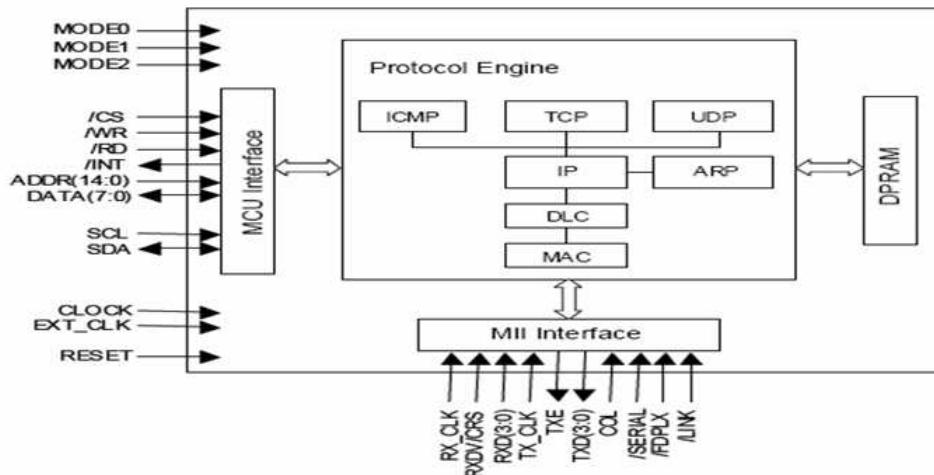 MODE0
MODE1
MODE2
/CS
/WR
/RD
/INT
ADDR(14:0)
DATA(7:0)
SCL
SDA
CLOCK
EXT_CLK
RESET
MCU Interface
Protocol Engine
ICMP
TCP
UDP
IP
ARP
DLC
MAC
DPRAM
MII Interface
RX_CLK
RXDV/CRS
RXD(3:0)
TX_CLK
TXE
TXD(3:0)
COL
/SERIAL
/FDPLX
/LINK